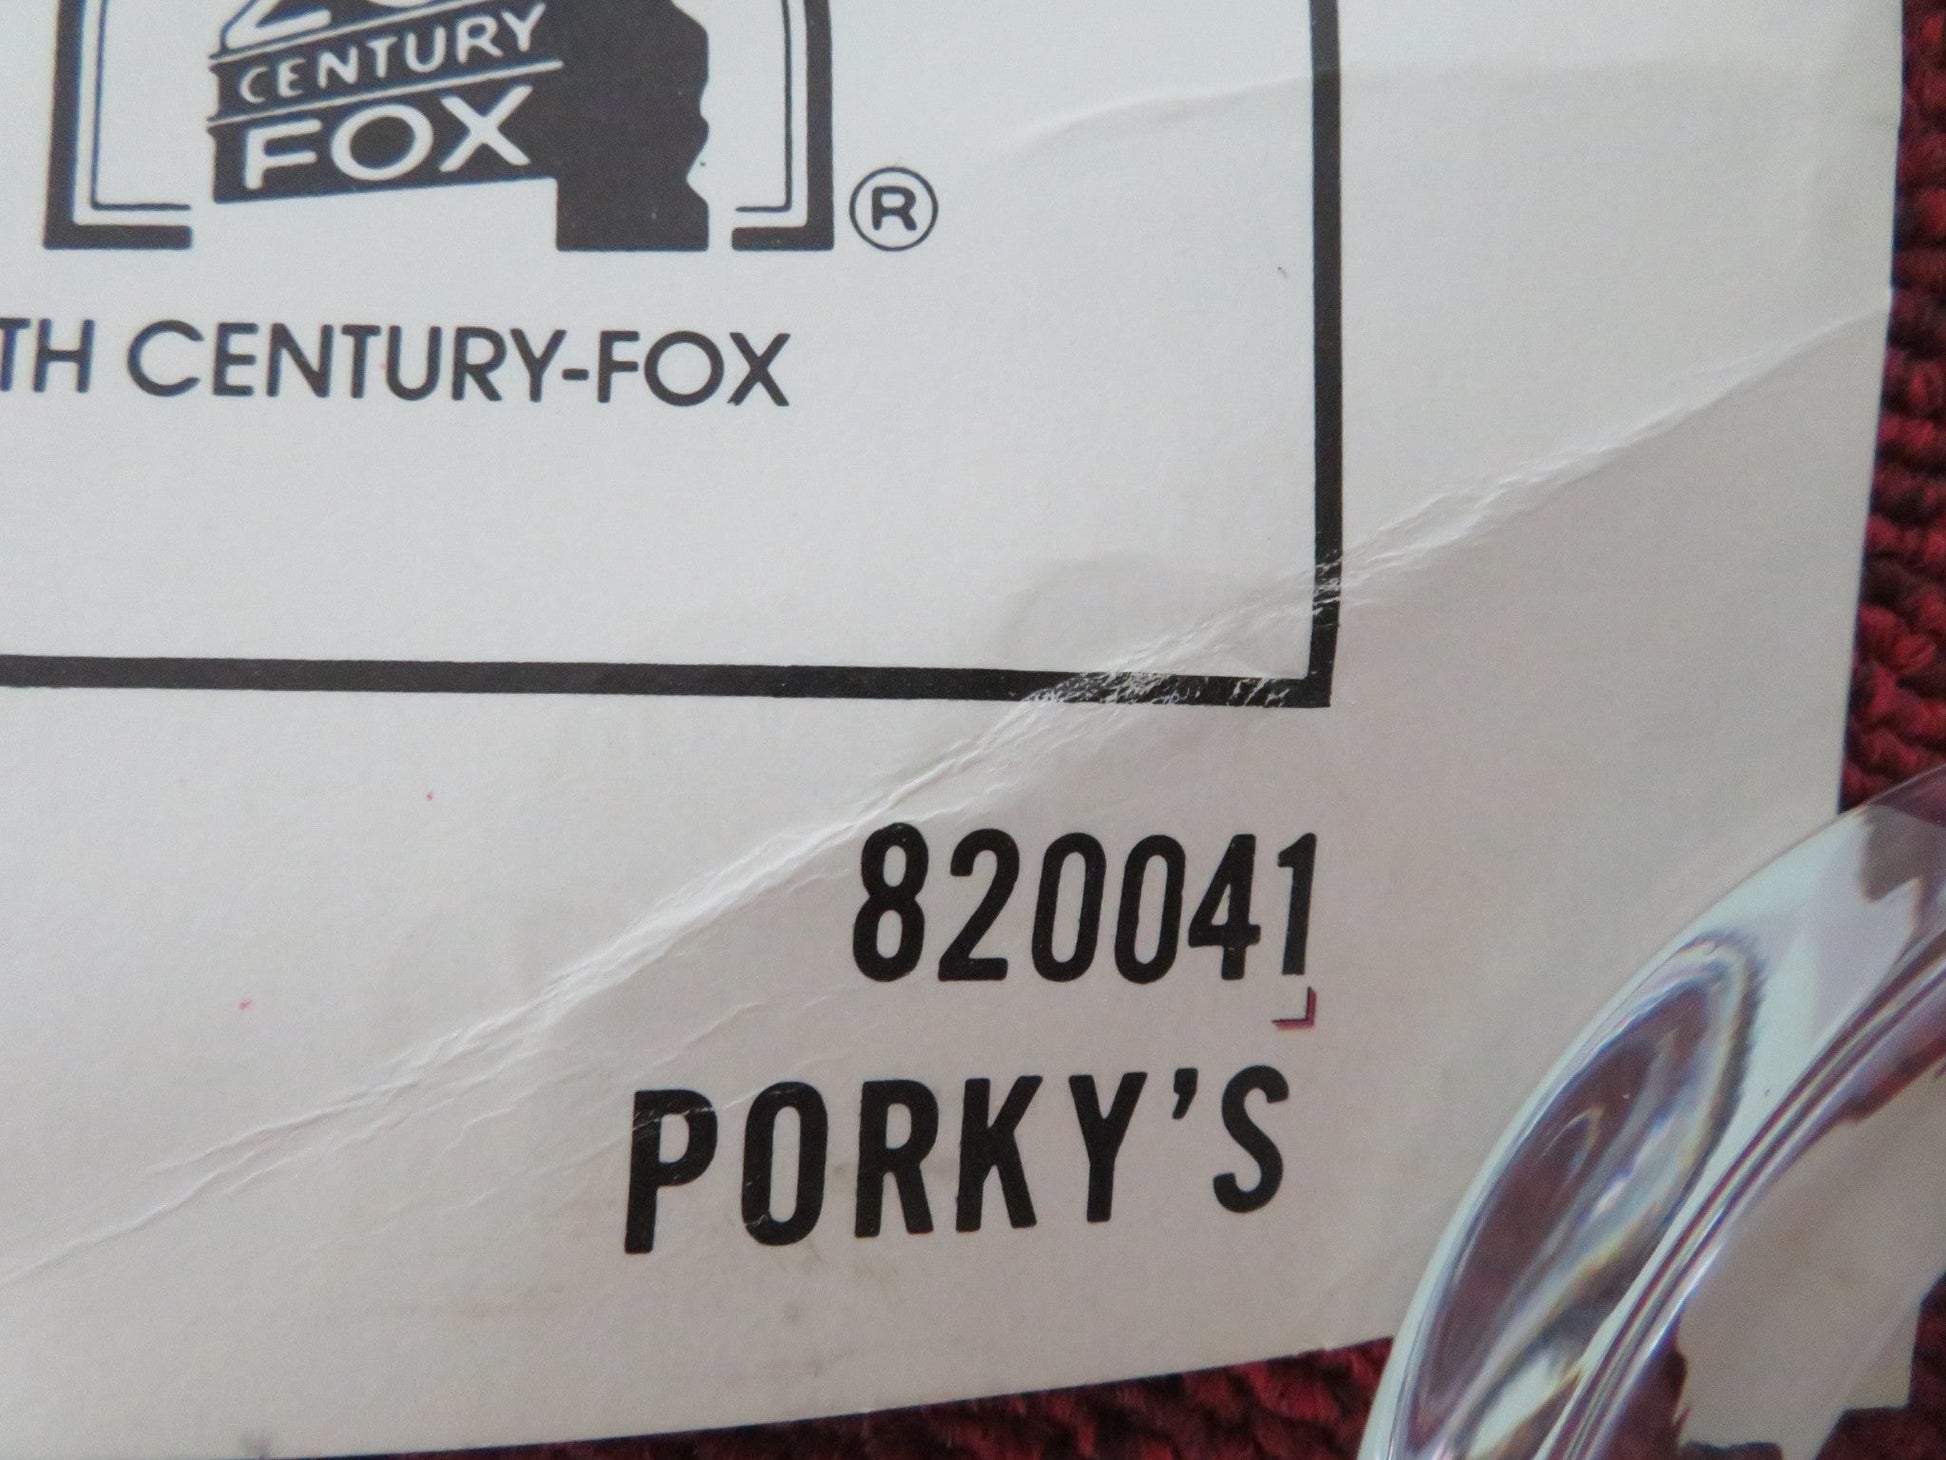 CENTURY
FOX
®
TH CENTURY-FOX
820041
PORKY'S